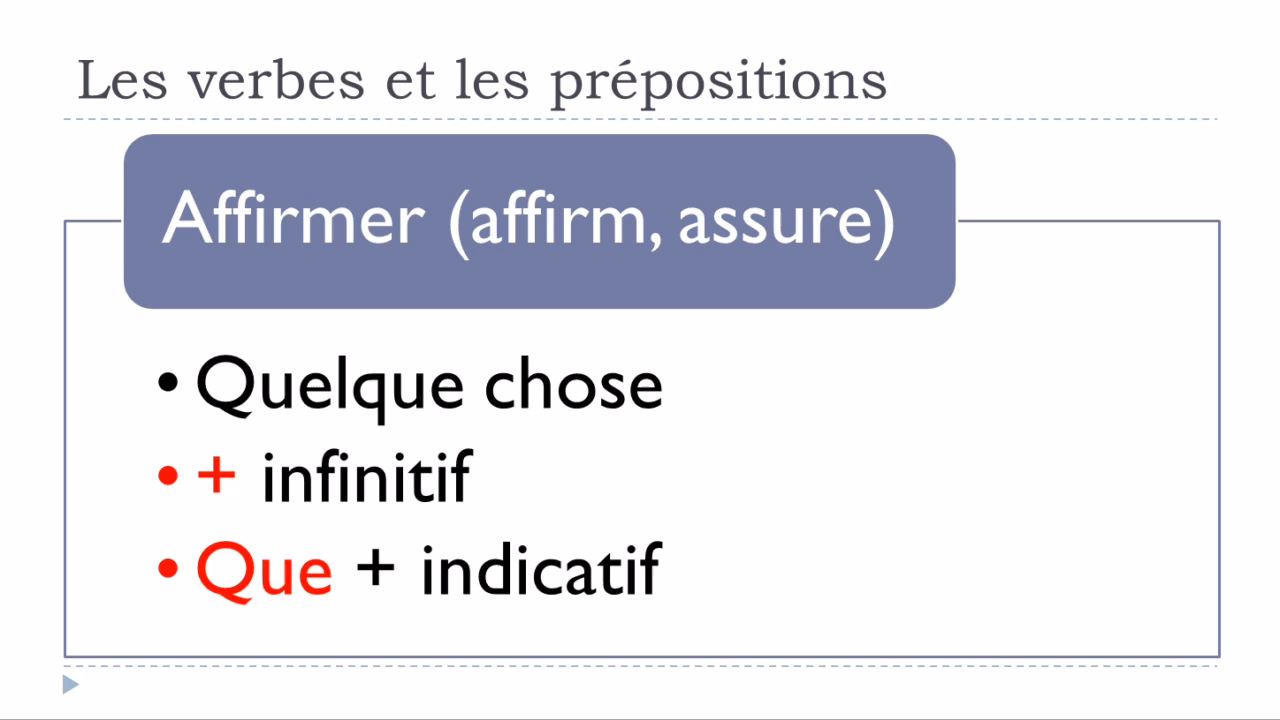 Les verbes et les prépositions
Affirmer (affirm, assure)
• Quelque chose
• + infinitif
• Que + indicatif